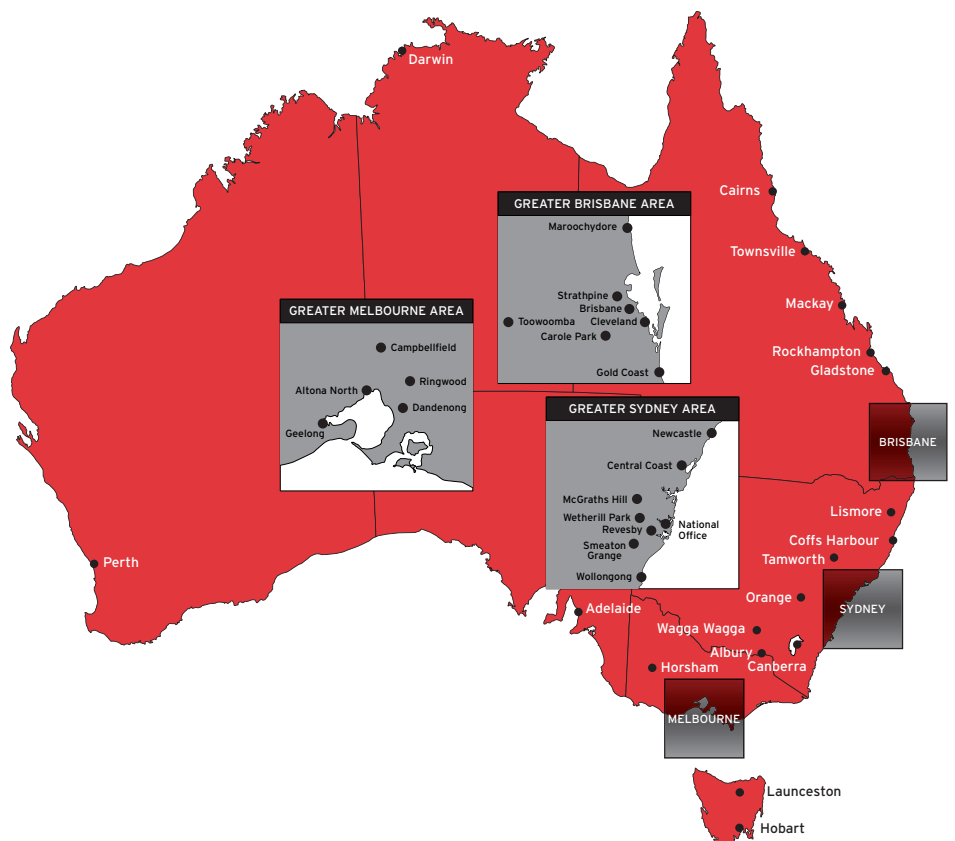 Darwin
Cairns
GREATER BRISBANE AREA
Maroochydore
Townsville
Strathpine
Brisbane
Toowoomba
Cleveland
Carole Park
Gold Coast
Mackay
GREATER MELBOURNE AREA
Campbellfield
Ringwood
Altona North
Dandenong
Geelong
Rockhampton
Gladstone
GREATER SYDNEY AREA
Newcastle
Central Coast
McGraths Hill
Wetherill Park
Revesby
National
Office
Smeaton
Grange
Wollongong
BRISBANE
Lismore
Coffs Harbour
Tamworth
Perth
Orange
SYDNEY
Adelaide
Wagga Wagga
Albury
Canberra
Horsham
MELBOURNE
Launceston
Hobart